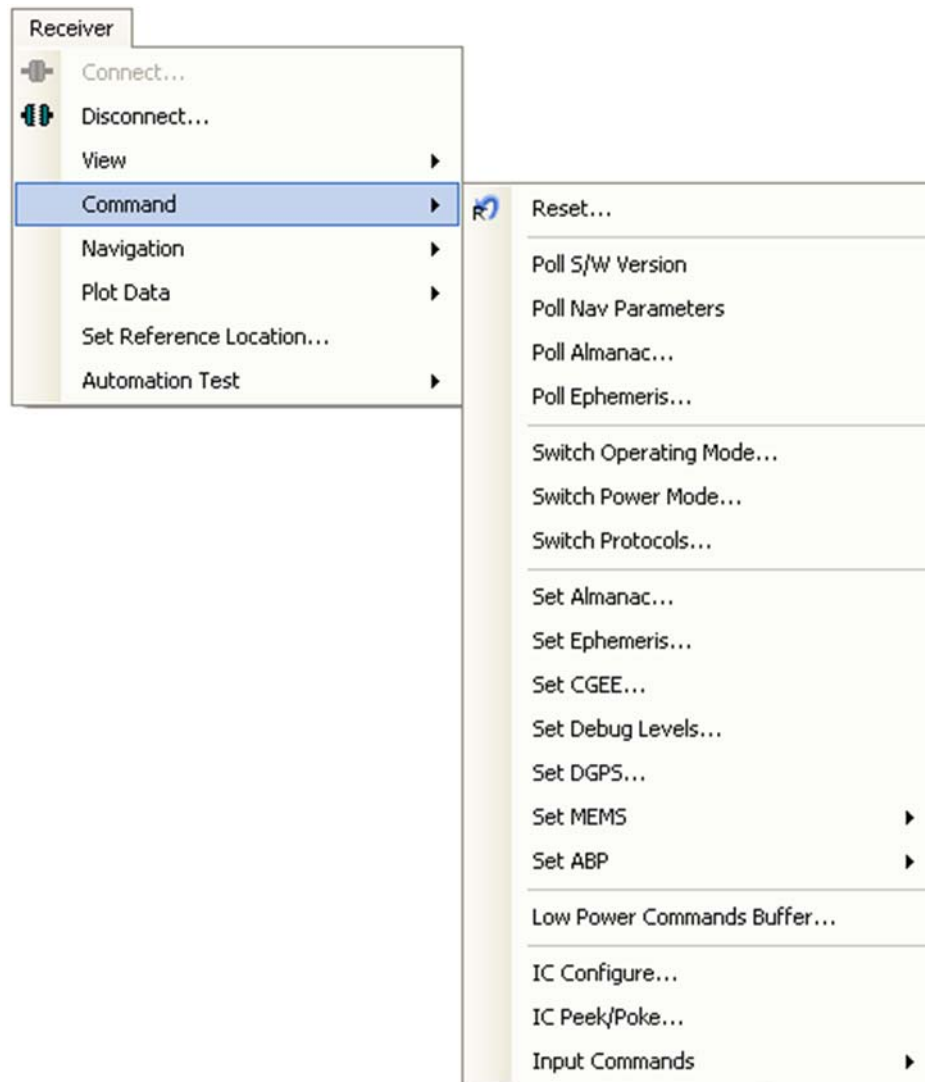 Receiver
Connect...
Disconnect...
View
Command
Navigation
Plot Data
Set Reference Location...
Automation Test
R
Reset...
Poll S/W Version
Poll Nav Parameters
Poll Almanac...
Poll Ephemeris...
Switch Operating Mode...
Switch Power Mode...
Switch Protocols...
Set Almanac...
Set Ephemeris...
Set CGEE...
Set Debug Levels...
Set DGPS...
Set MEMS
Set ABP
Low Power Commands Buffer...
IC Configure...
IC Peek/Poke...
Input Commands